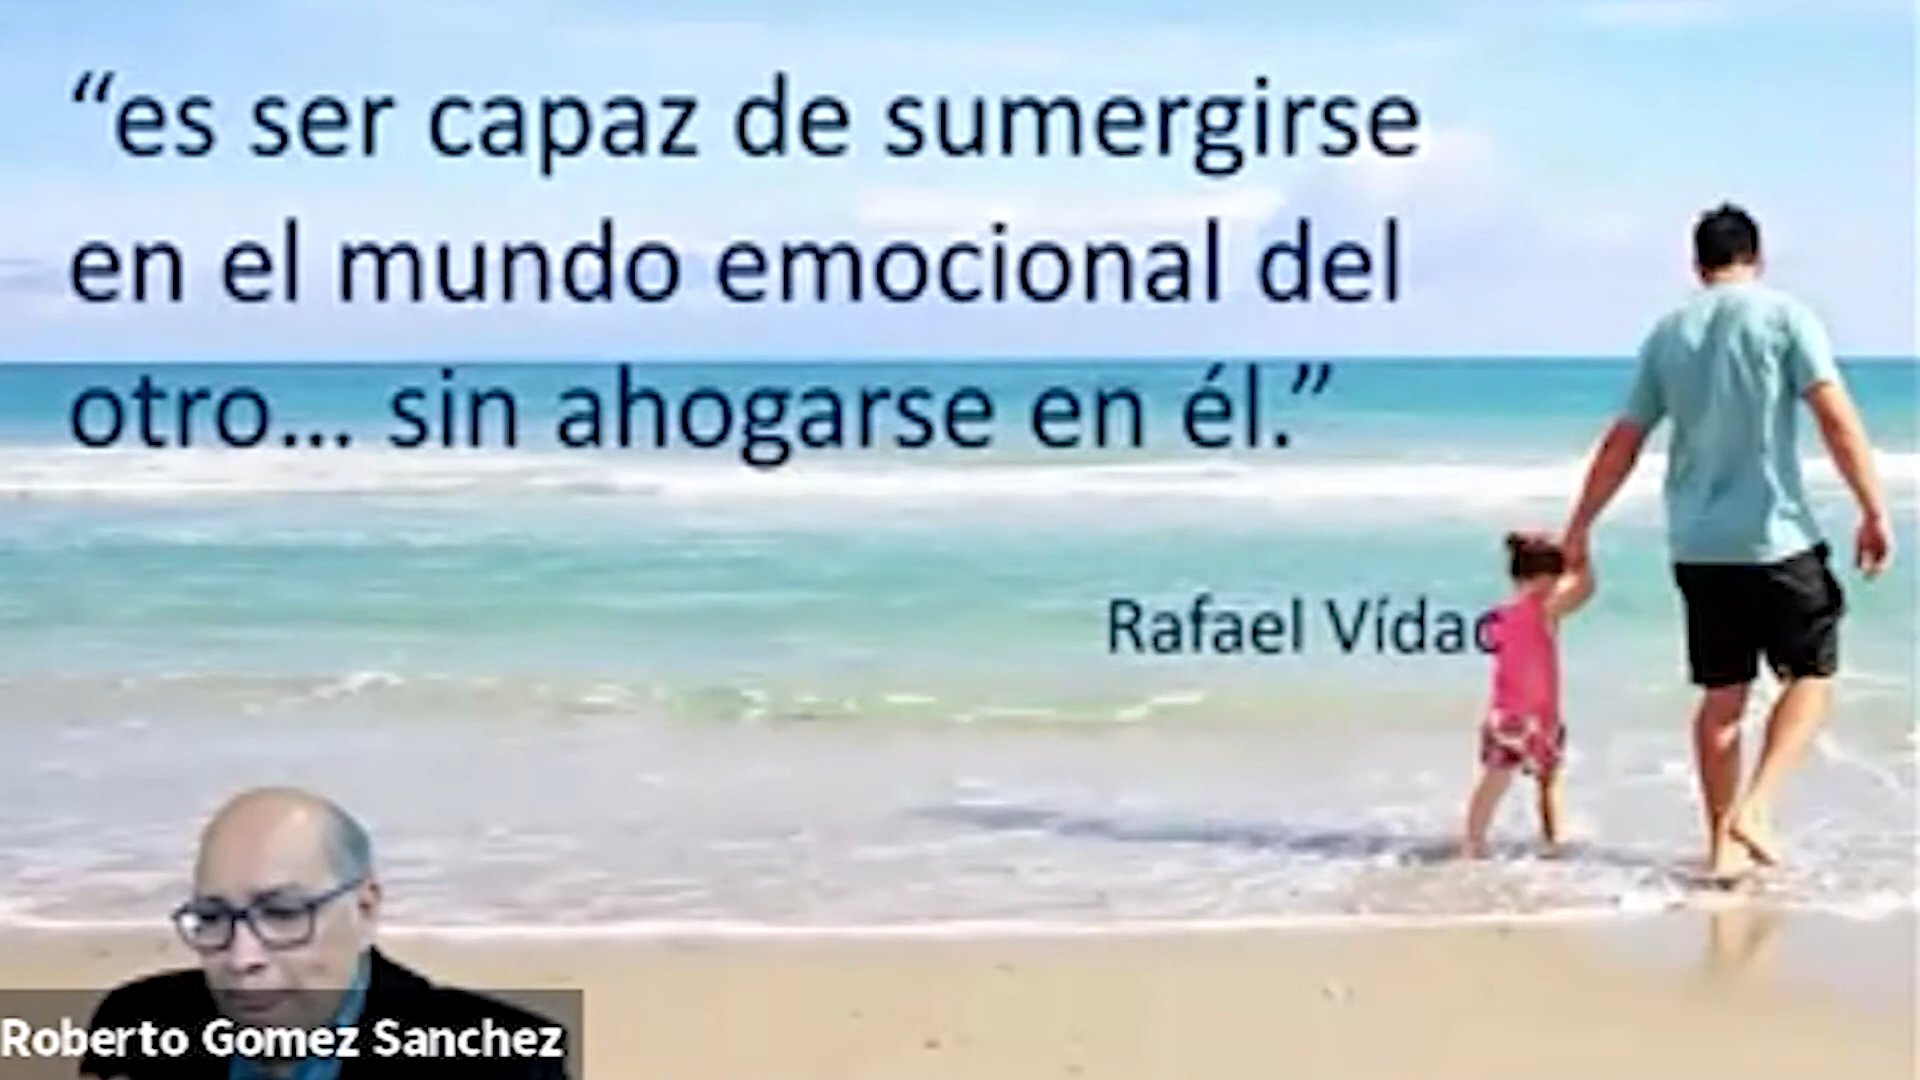 “es ser capaz de sumergirse
en el mundo emocional del
otro... sin ahogarse en él.”
Rafael Vídac
Roberto Gomez Sanchez